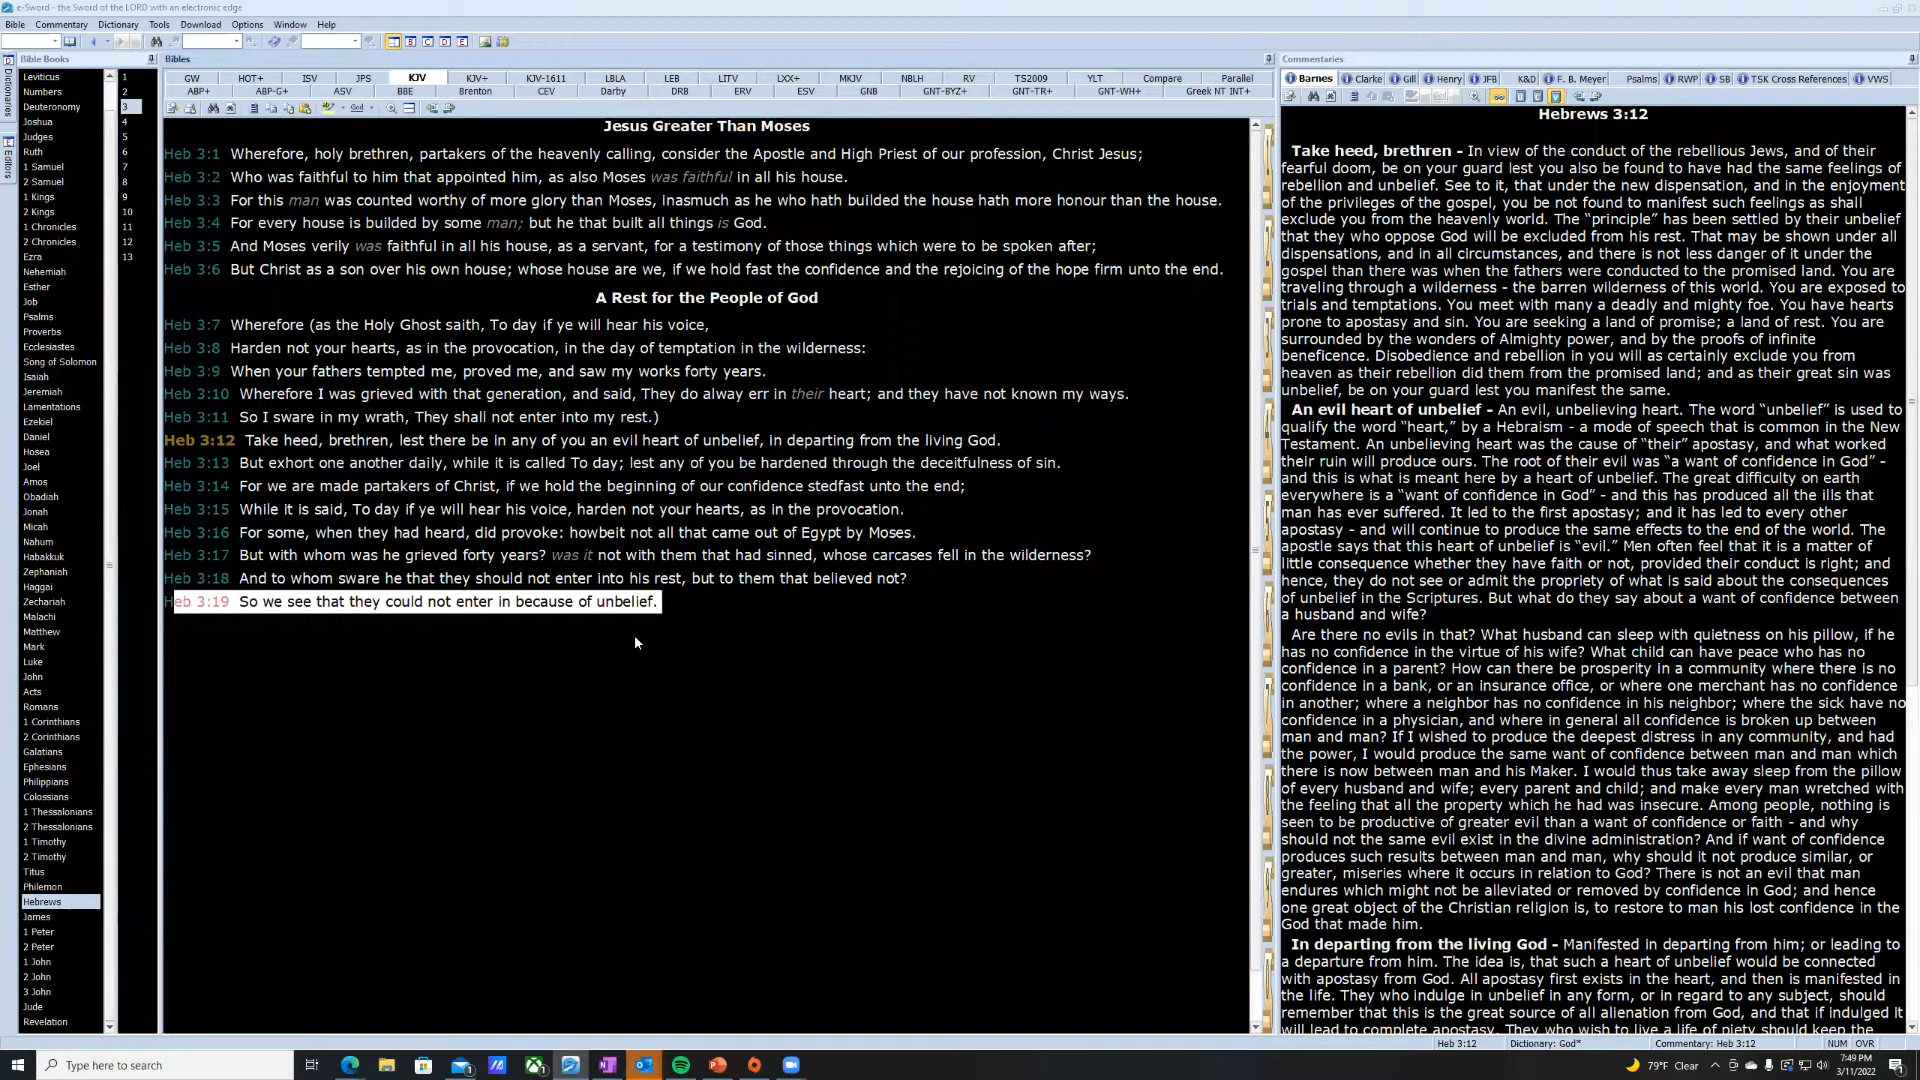 e-Sword - the Sword of the LORD with an electronic edge
Bible Commentary Dictionary Tools Download Options Window Help
Bible Books
Bibles
Commentaries
Dictionaries
Editors
Leviticus
Numbers
Deuteronomy
Joshua
Judges
Ruth
1 Samuel
2 Samuel
1 Kings
2 Kings
1 Chronicles
2 Chronicles
Ezra
Nehemiah
Esther
Job
Psalms
Proverbs
Ecclesiastes
Song of Solomon
Isaiah
Jeremiah
Lamentations
Ezekiel
Daniel
Hosea
Joel
Amos
Obadiah
Jonah
Micah
Nahum
Habakkuk
Zephaniah
Haggai
Zechariah
Malachi
Matthew
Mark
Luke
John
Acts
Romans
1 Corinthians
2 Corinthians
Galatians
Ephesians
Philippians
Colossians
1 Thessalonians
2 Thessalonians
1 Timothy
2 Timothy
Titus
Philemon
Hebrews
James
1 Peter
2 Peter
1 John
2 John
3 John
Jude
Revelation
1
2
3
4
5
6
7
8
9
10
11
12
13
GW HOT+ ISV JPS KJV KJV+ KJV-1611 LBLA LEB LITV LXX+ MKJV NBLH RV TS2009 YLT Compare Parallel
ABP+ ABP-G+ ASV BBE Brenton CEV Darby DRB ERV ESV GNB GNT-BYZ+ GNT-TR+ GNT-WH+ Greek NT INT+
Jesus Greater Than Moses
Heb 3:1 Wherefore, holy brethren, partakers of the heavenly calling, consider the Apostle and High Priest of our profession, Christ Jesus;
Heb 3:2 Who was faithful to him that appointed him, as also Moses was faithful in all his house.
Heb 3:3 For this man was counted worthy of more glory than Moses, inasmuch as he who hath builded the house hath more honour than the house.
Heb 3:4 For every house is builded by some man; but he that built all things is God.
Heb 3:5 And Moses verily was faithful in all his house, as a servant, for a testimony of those things which were to be spoken after;
Heb 3:6 But Christ as a son over his own house; whose house are we, if we hold fast the confidence and the rejoicing of the hope firm unto the end.
A Rest for the People of God
Heb 3:7 Wherefore (as the Holy Ghost saith, To day if ye will hear his voice,
Heb 3:8 Harden not your hearts, as in the provocation, in the day of temptation in the wilderness:
Heb 3:9 When your fathers tempted me, proved me, and saw my works forty years.
Heb 3:10 Wherefore I was grieved with that generation, and said, They do alway err in their heart; and they have not known my ways.
Heb 3:11 So I sware in my wrath, They shall not enter into my rest.)
Heb 3:12 Take heed, brethren, lest there be in any of you an evil heart of unbelief, in departing from the living God.
Heb 3:13 But exhort one another daily, while it is called To day; lest any of you be hardened through the deceitfulness of sin.
Heb 3:14 For we are made partakers of Christ, if we hold the beginning of our confidence stedfast unto the end;
Heb 3:15 While it is said, To day if ye will hear his voice, harden not your hearts, as in the provocation.
Heb 3:16 For some, when they had heard, did provoke: howbeit not all that came out of Egypt by Moses.
Heb 3:17 But with whom was he grieved forty years? was it not with them that had sinned, whose carcases fell in the wilderness?
Heb 3:18 And to whom sware he that they should not enter into his rest, but to them that believed not?
Heb 3:19 So we see that they could not enter in because of unbelief.
Barnes Clarke Gill Henry JFB K&D F. B. Meyer Psalms RWP SB TSK Cross References VWS
Hebrews 3:12
Take heed, brethren - In view of the conduct of the rebellious Jews, and of their
fearful doom, be on your guard lest you also be found to have had the same feelings of
rebellion and unbelief. See to it, that under the new dispensation, and in the enjoyment
of the privileges of the gospel, you be not found to manifest such feelings as shall
exclude you from the heavenly world. The “principle” has been settled by their unbelief
that they who oppose God will be excluded from his rest. That may be shown under all
dispensations, and in all circumstances, and there is not less danger of it under the
gospel than there was when the fathers were conducted to the promised land. You are
traveling through a wilderness - the barren wilderness of this world. You are exposed to
trials and temptations. You meet with many a deadly and mighty foe. You have hearts
prone to apostasy and sin. You are seeking a land of promise; a land of rest. You are
surrounded by the wonders of Almighty power, and by the proofs of infinite
beneficence. Disobedience and rebellion in you will as certainly exclude you from
heaven as their rebellion did them from the promised land; and as their great sin was
unbelief, be on your guard lest you manifest the same.
An evil heart of unbelief - An evil, unbelieving heart. The word “unbelief” is used to
qualify the word “heart,” by a Hebraism - a mode of speech that is common in the New
Testament. An unbelieving heart was the cause of “their” apostasy, and what worked
their ruin will produce ours. The root of their evil was “a want of confidence in God” -
and this is what is meant here by a heart of unbelief. The great difficulty on earth
everywhere is a “want of confidence in God” - and this has produced all the ills that
man has ever suffered. It led to the first apostasy; and it has led to every other
apostasy - and will continue to produce the same effects to the end of the world. The
apostle says that this heart of unbelief is “evil.” Men often feel that it is a matter of
little consequence whether they have faith or not, provided their conduct is right; and
hence, they do not see or admit the propriety of what is said about the consequences
of unbelief in the Scriptures. But what do they say about a want of confidence between
a husband and wife?
Are there no evils in that? What husband can sleep with quietness on his pillow, if he
has no confidence in the virtue of his wife? What child can have peace who has no
confidence in a parent? How can there be prosperity in a community where there is no
confidence in a bank, or an insurance office, or where one merchant has no confidence
in another; where a neighbor has no confidence in his neighbor; where the sick have no
confidence in a physician, and where in general all confidence is broken up between
man and man? If I wished to produce the deepest distress in any community, and had
the power, I would produce the same want of confidence between man and man which
there is now between man and his Maker. I would thus take away sleep from the pillow
of every husband and wife; every parent and child; and make every man wretched with
the feeling that all the property which he had was insecure. Among people, nothing is
seen to be productive of greater evil than a want of confidence or faith - and why
should not the same evil exist in the divine administration? And if want of confidence
produces such results between man and man, why should it not produce similar, or
greater, miseries where it occurs in relation to God? There is not an evil that man
endures which might not be alleviated or removed by confidence in God; and hence
one great object of the Christian religion is, to restore to man his lost confidence in the
God that made him.
In departing from the living God - Manifested in departing from him; or leading to
a departure from him. The idea is, that such a heart of unbelief would be connected
with apostasy from God. All apostasy first exists in the heart, and then is manifested in
the life. They who indulge in unbelief in any form, or in regard to any subject, should
remember that this is the great source of all alienation from God, and that if indulged it
will lead to complete apostasy. They who wish to live a life of piety should keep the
Heb 3:12 Dictionary: God* Commentary: Heb 3:12 NUM OVR
Type here to search
79°F Clear
7:49 PM
3/11/2022